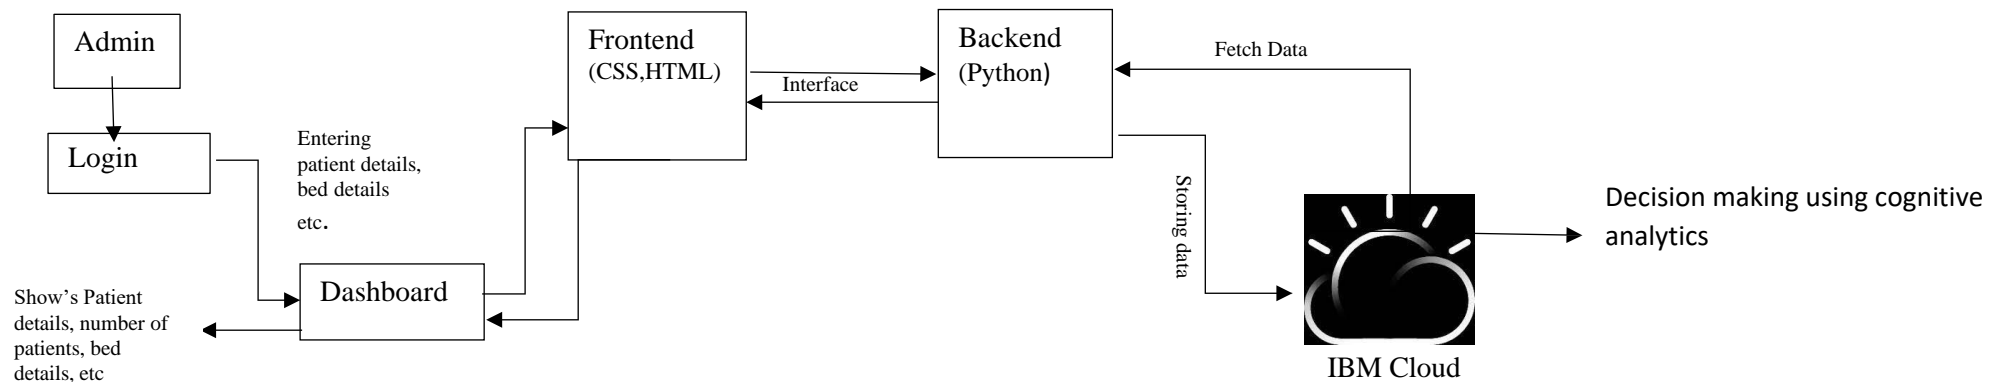 Admin
Login
Entering
patient details,
bed details
etc.
Show's Patient
details, number of
patients, bed
details, etc
Dashboard
Frontend
(CSS,HTML)
Interface
Backend
(Python)
Fetch Data
Storing data
IBM Cloud
Decision making using cognitive
analytics